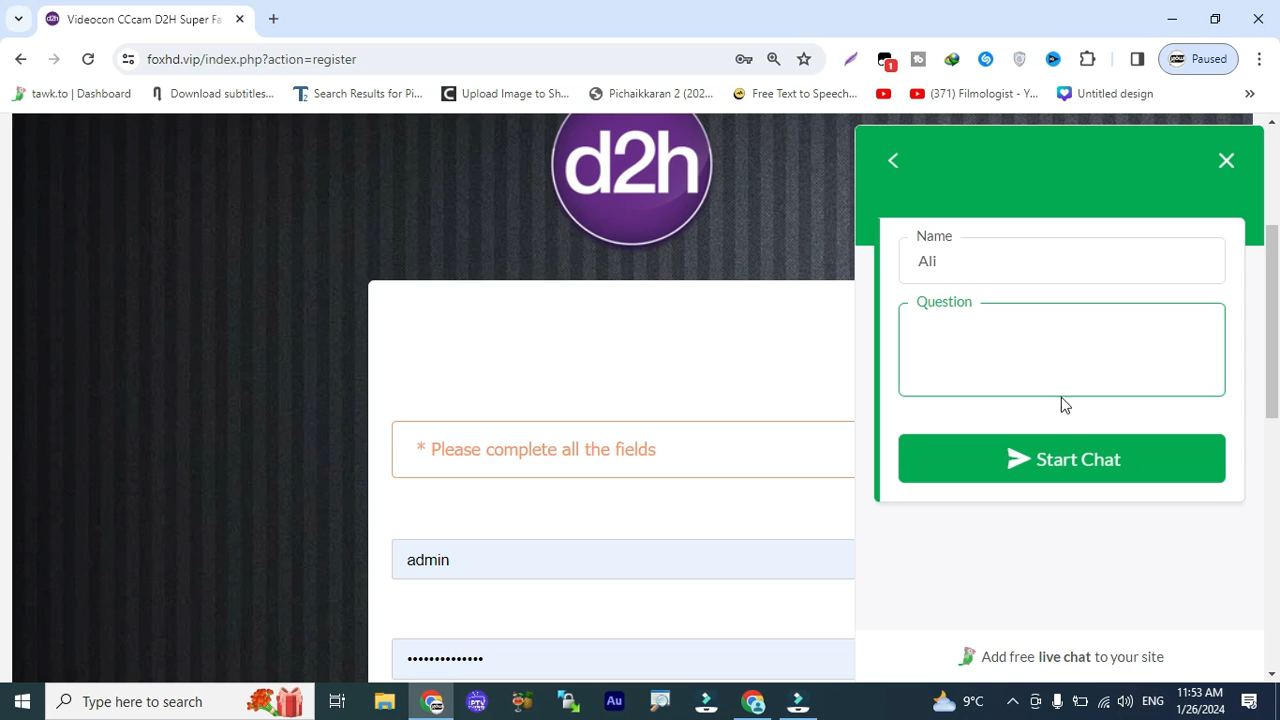 Videocon CCcam D2H Super Fa
foxhd.vip/index.php?action=register
1
Paused
tawk.to | Dashboard
Download subtitles...
Search Results for Pi...
Upload Image to Sh...
Pichaikkaran 2 (202...
Free Text to Speech...
(371) Filmologist - Y...
Untitled design
d2h
Name
Ali
Question
Start Chat
* Please complete all the fields
admin
••••••••••••••
Add free live chat to your site
Type here to search
PTV
Au
9°C
ENG
11:53 AM
1/26/2024